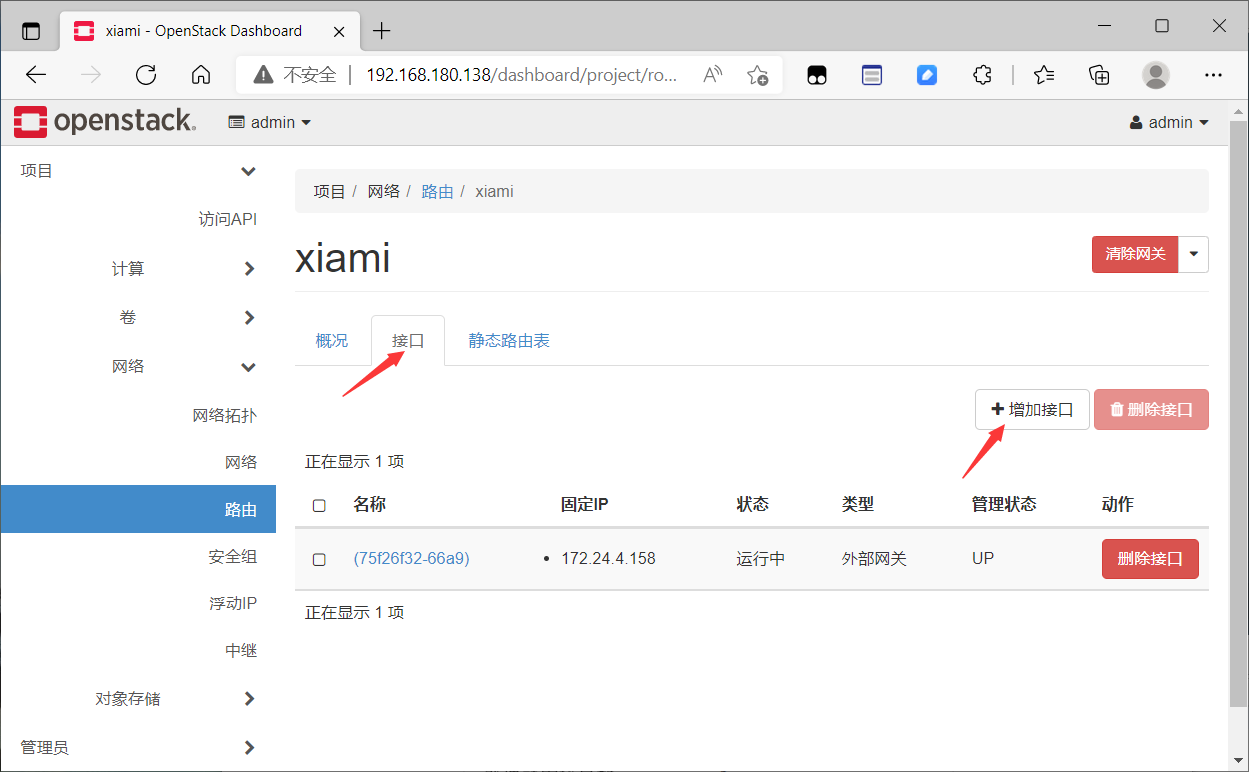 xiami - OpenStack Dashboard
不安全 192.168.180.138/dashboard/project/ro...
openstack. admin admin
项目
访问API
计算
卷
网络
网络拓扑
网络
路由
安全组
浮动IP
中继
对象存储
管理员
项目 / 网络 / 路由 / xiami
xiami
清除网关
概况 接口 静态路由表
增加接口 删除接口
正在显示 1 项
名称 固定IP 状态 类型 管理状态 动作
(75f26f32-66a9) • 172.24.4.158 运行中 外部网关 UP 删除接口
正在显示 1 项